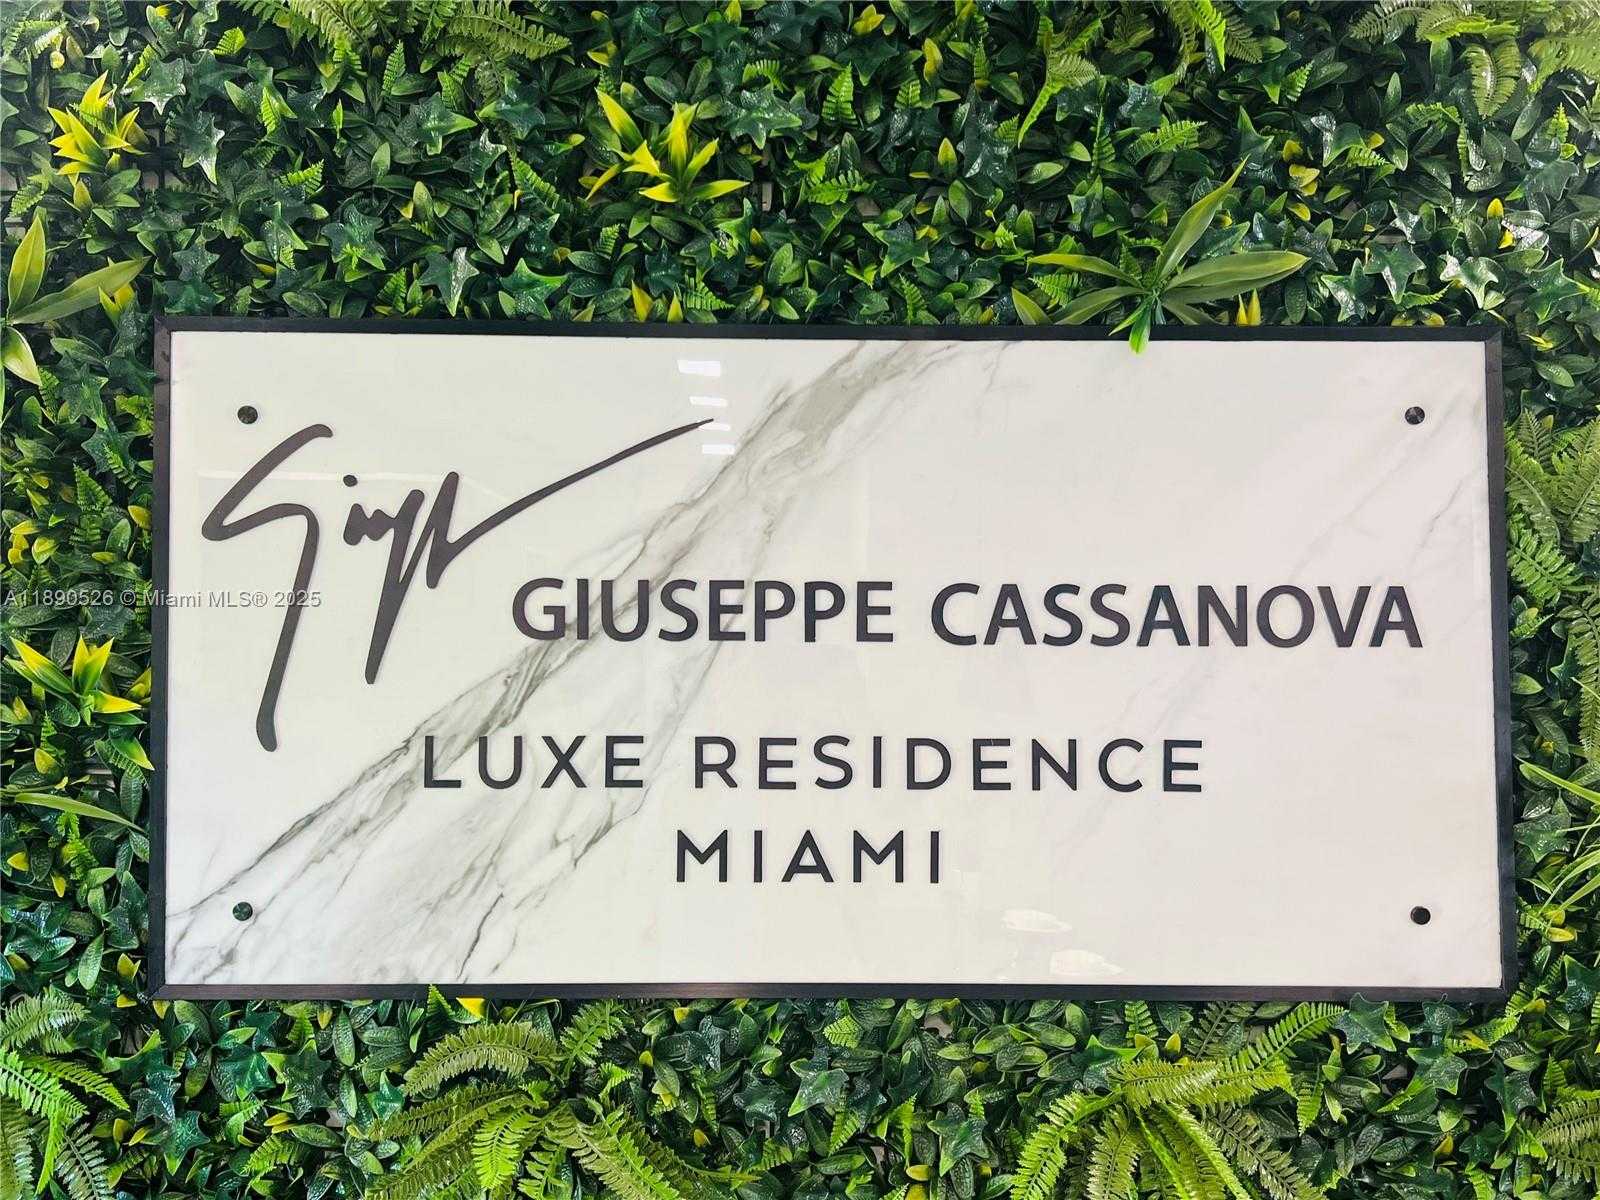 A11890526 © Miami MLS® 2025
GIUSEPPE CASSANOVA
LUXE RESIDENCE
MIAMI